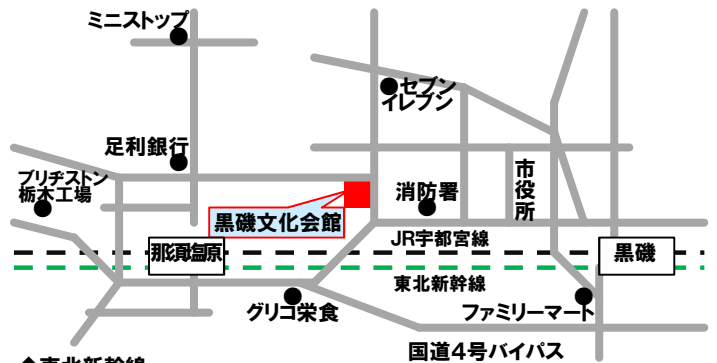 ミニストップ
セブン
イレブン
足利銀行
ブリヂストン
栃木工場
消防署
市役所
黒磯文化会館
JR宇都宮線
那須塩原
黒磯
東北新幹線
グリコ栄食
ファミリーマート
国道4号バイパス
◆東北新幹線